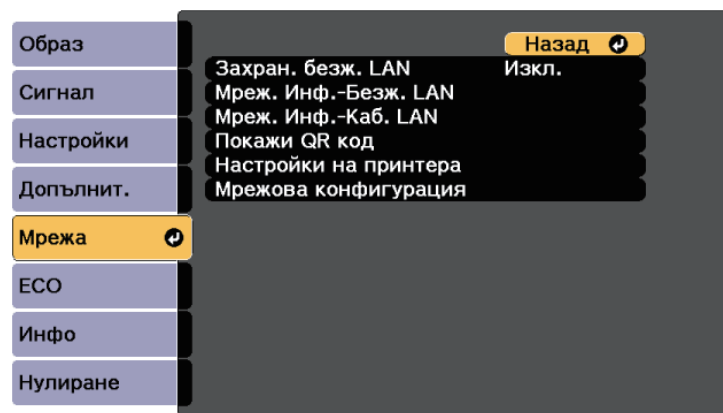 Образ
Сигнал
Настройки
Допълнит.
Мрежа
ECO
Инфо
Нулиране
Назад
Захран. безж. LAN Изкл.
Мреж. Инф.-Безж. LAN
Мреж. Инф.-Каб. LAN
Покажи QR код
Настройки на принтера
Мрежова конфигурация